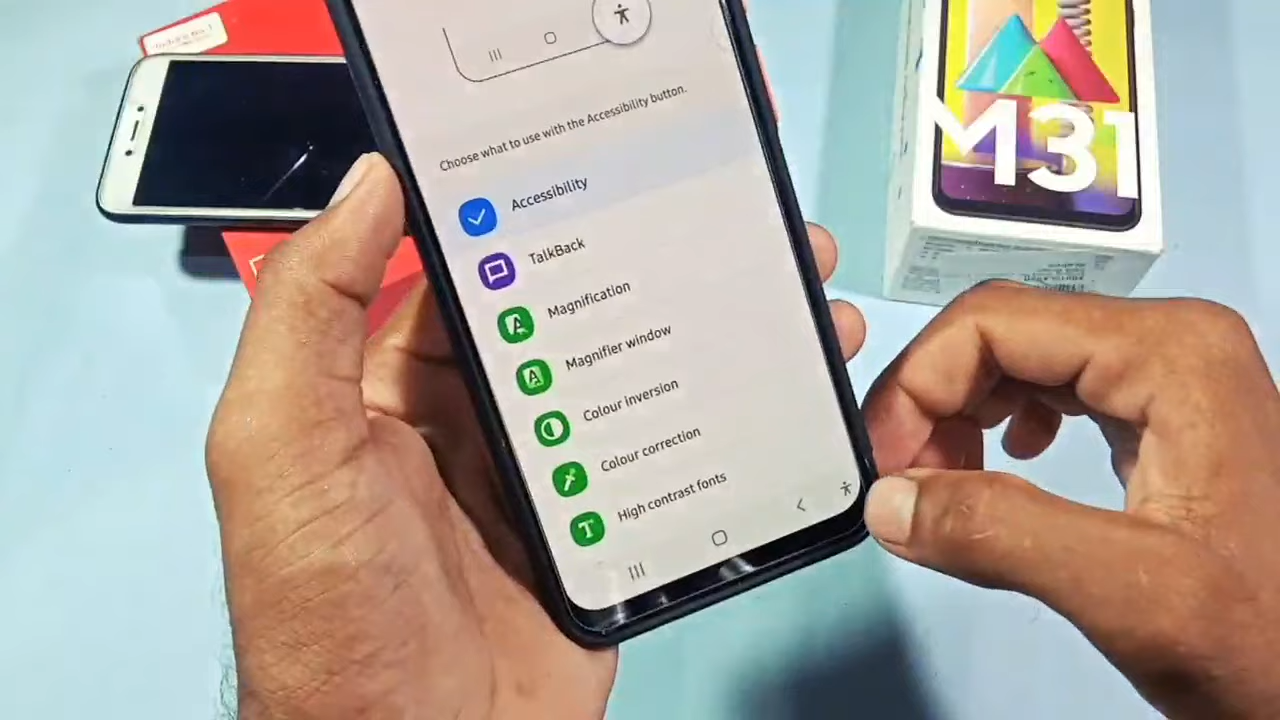 Choose what to use with the Accessibility button.
Accessibility
TalkBack
Magnification
Magnifier window
Colour inversion
Colour correction
High contrast fonts
M31